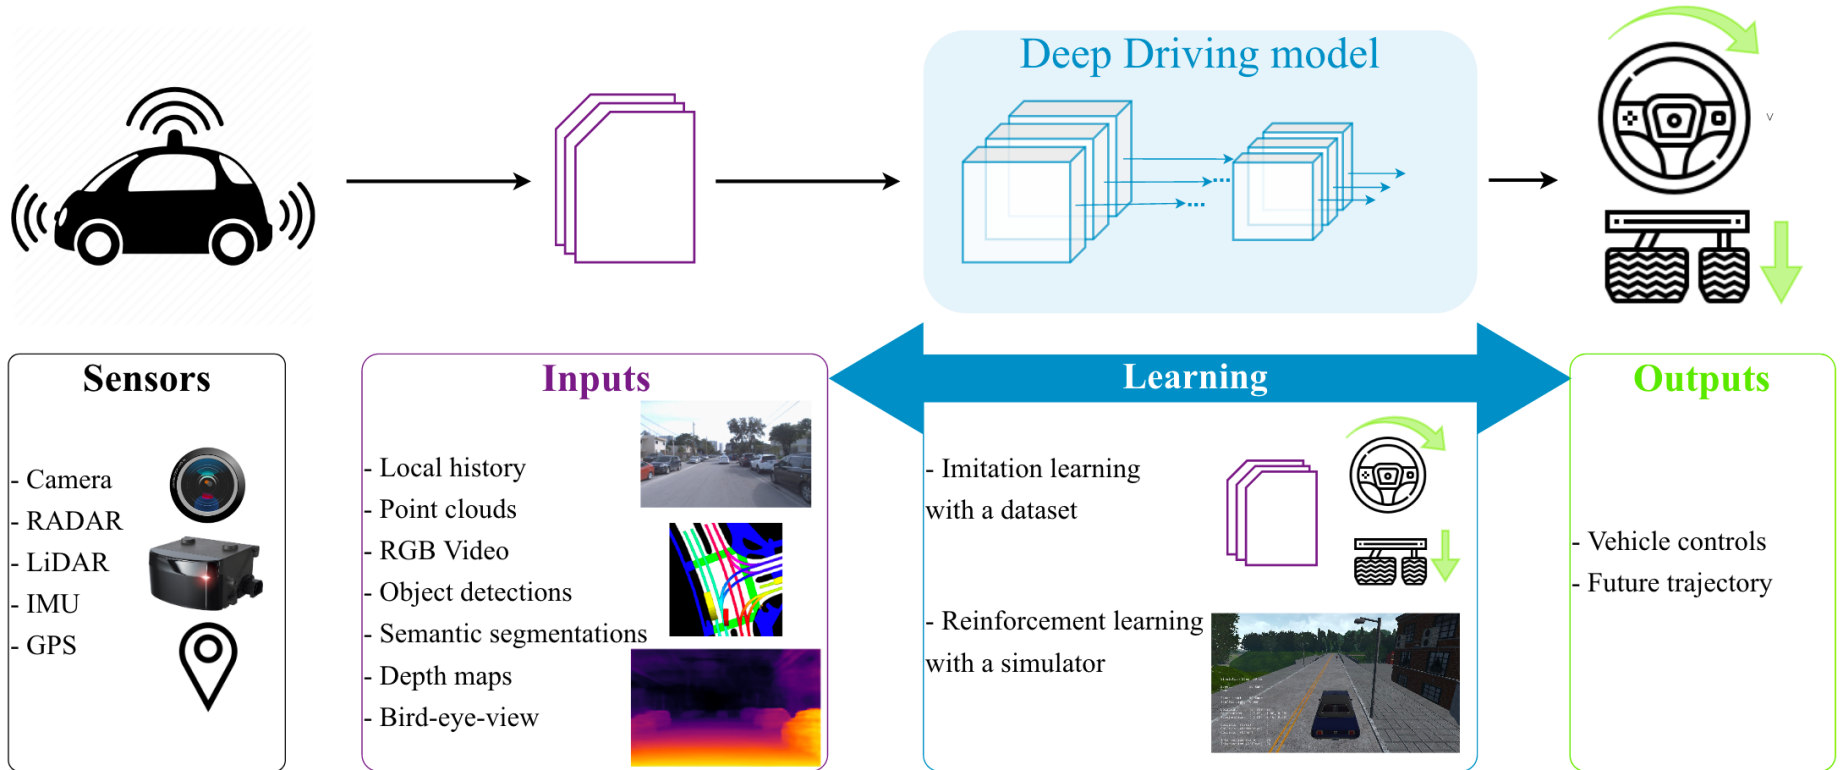 Deep Driving model
v
Sensors
- Camera
- RADAR
- LiDAR
- IMU
- GPS
Inputs
- Local history
- Point clouds
- RGB Video
- Object detections
- Semantic segmentations
- Depth maps
- Bird-eye-view
Learning
- Imitation learning
with a dataset
- Reinforcement learning
with a simulator
Outputs
- Vehicle controls
- Future trajectory